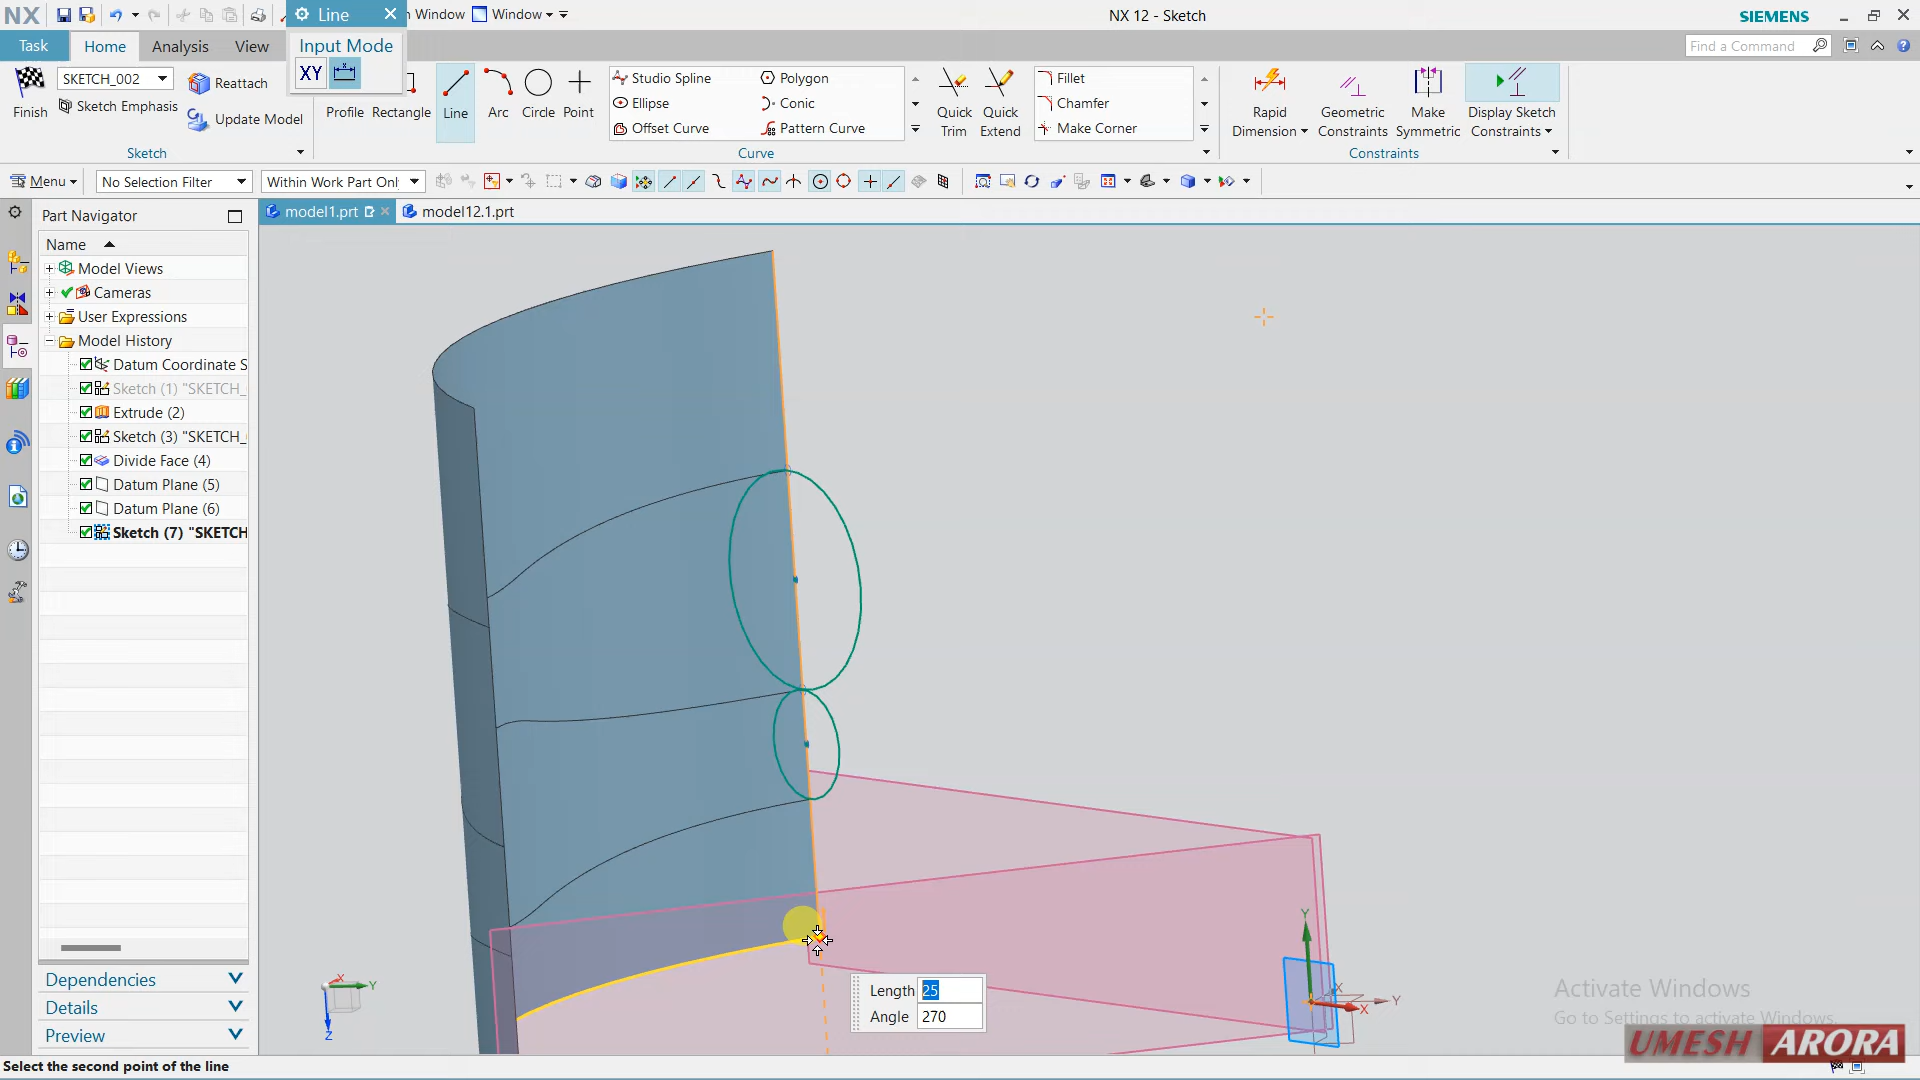 NX
Line
Window
Window
NX 12 - Sketch
SIEMENS
Task
Home
Analysis
View
Input Mode
XY
Find a Command
SKETCH_002
Reattach
Finish
Sketch Emphasis
Update Model
Sketch
Profile
Rectangle
Line
Arc
Circle
Point
Studio Spline
Ellipse
Offset Curve
Polygon
Conic
Pattern Curve
Curve
Quick Trim
Quick Extend
Fillet
Chamfer
Make Corner
Rapid Dimension
Geometric Constraints
Make Symmetric
Display Sketch Constraints
Constraints
Menu
No Selection Filter
Within Work Part Onl
model1.prt
model12.1.prt
Part Navigator
Name
Model Views
Cameras
User Expressions
Model History
Datum Coordinate S
Sketch (1) "SKETCH_
Extrude (2)
Sketch (3) "SKETCH_
Divide Face (4)
Datum Plane (5)
Datum Plane (6)
Sketch (7) "SKETCH
Dependencies
Details
Preview
X
Y
Z
Length 25
Angle 270
Y
X
Y
X
Activate Windows
Go to Settings to activate Windows.
UMESH ARORA
Select the second point of the line